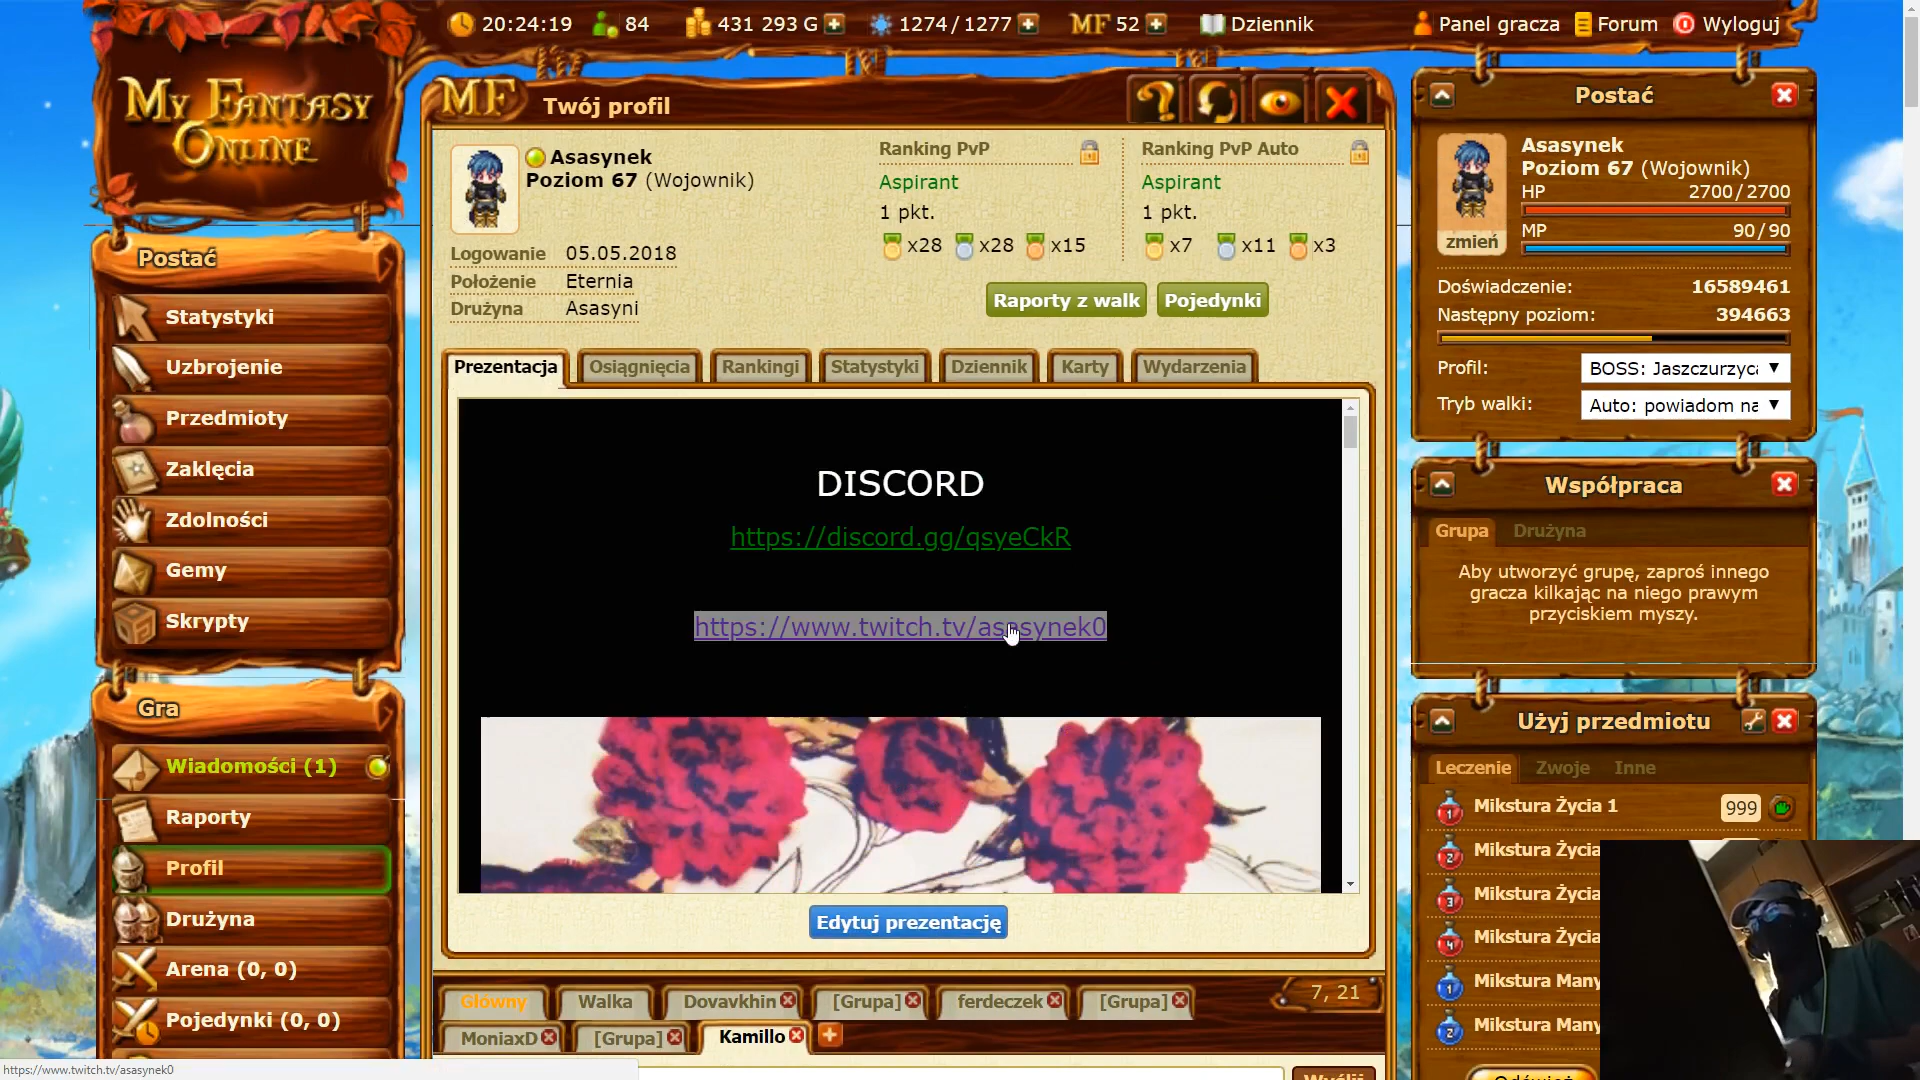 20:24:19 84 431 293 G 1274/1277 MF 52 Dziennik Panel gracza Forum Wyloguj
My Fantasy
Online
Postać
Statystyki
Uzbrojenie
Przedmioty
Zaklęcia
Zdolności
Gemy
Skrypty
Gra
Wiadomości (1)
Raporty
Profil
Drużyna
Arena (0, 0)
Pojedynki (0, 0)
MF Twój profil
Asasynek
Poziom 67 (Wojownik)
Logowanie 05.05.2018
Położenie Eternia
Drużyna Asasyni
Ranking PvP
Aspirant
1 pkt.
x28 x28 x15
Ranking PvP Auto
Aspirant
1 pkt.
x7 x11 x3
Raporty z walk Pojedynki
Prezentacja Osiągnięcia Rankingi Statystyki Dziennik Karty Wydarzenia
DISCORD
https://discord.gg/qsyeCkR
https://www.twitch.tv/asasynek0
Edytuj prezentację
Główny Walka Dovavkhin [Grupa] ferdeczek [Grupa] 7, 21
MoniaxD [Grupa] Kamillo
Postać
Asasynek
Poziom 67 (Wojownik)
HP 2700/2700
MP 90/90
zmień
Doświadczenie: 16589461
Następny poziom: 394663
Profil: BOSS: Jaszczurzyca
Tryb walki: Auto: powiadom na
Współpraca
Grupa Drużyna
Aby utworzyć grupę, zaproś innego
gracza kilkając na niego prawym
przyciskiem myszy.
Użyj przedmiotu
Leczenie Zwoje Inne
1 Mikstura Życia 1 999
2 Mikstura Życia
3 Mikstura Życia
4 Mikstura Życia
1 Mikstura Many
2 Mikstura Many
https://www.twitch.tv/asasynek0